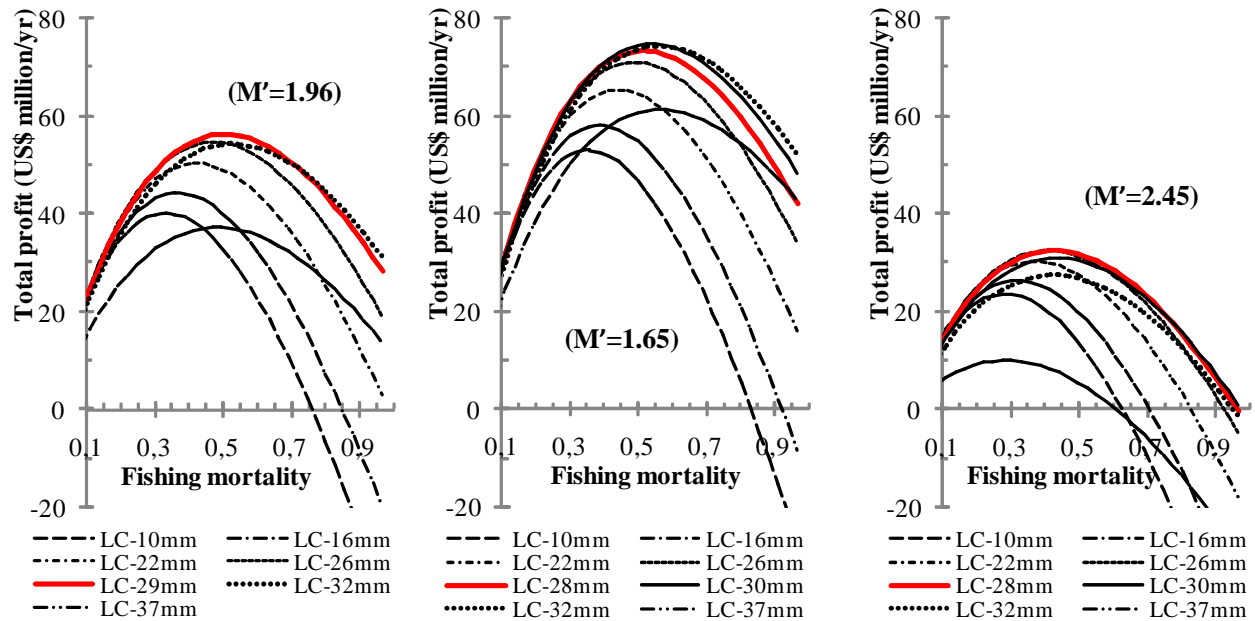 Total profit (US$ million/yr)
80
60
40
20
0
-20
(M′=1.96)
0,1 0,3 0,5 0,7 0,9
Fishing mortality
LC-10mm LC-16mm
LC-22mm LC-26mm
LC-29mm LC-32mm
LC-37mm
Total profit (US$ million/yr)
80
60
40
20
0
-20
(M′=1.65)
0,1 0,3 0,5 0,7 0,9
Fishing mortality
LC-10mm LC-16mm
LC-22mm LC-26mm
LC-28mm LC-30mm
LC-32mm LC-37mm
Total profit (US$ million/yr)
80
60
40
20
0
-20
(M′=2.45)
0,1 0,3 0,5 0,7 0,9
Fishing mortality
LC-10mm LC-16mm
LC-22mm LC-26mm
LC-28mm LC-30mm
LC-32mm LC-37mm